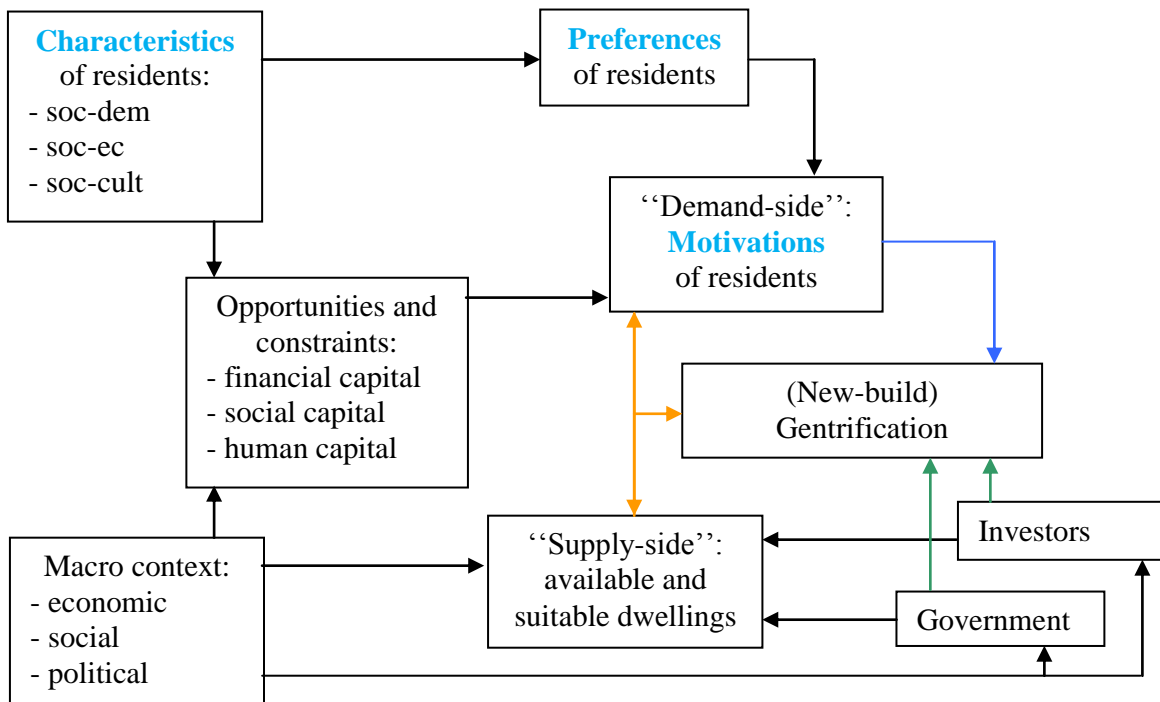 Characteristics
of residents:
- soc-dem
- soc-ec
- soc-cult
Preferences
of residents
‘‘Demand-side’’:
Motivations
of residents
Opportunities and
constraints:
- financial capital
- social capital
- human capital
(New-build)
Gentrification
Macro context:
- economic
- social
- political
‘‘Supply-side’’:
available and
suitable dwellings
Investors
Government